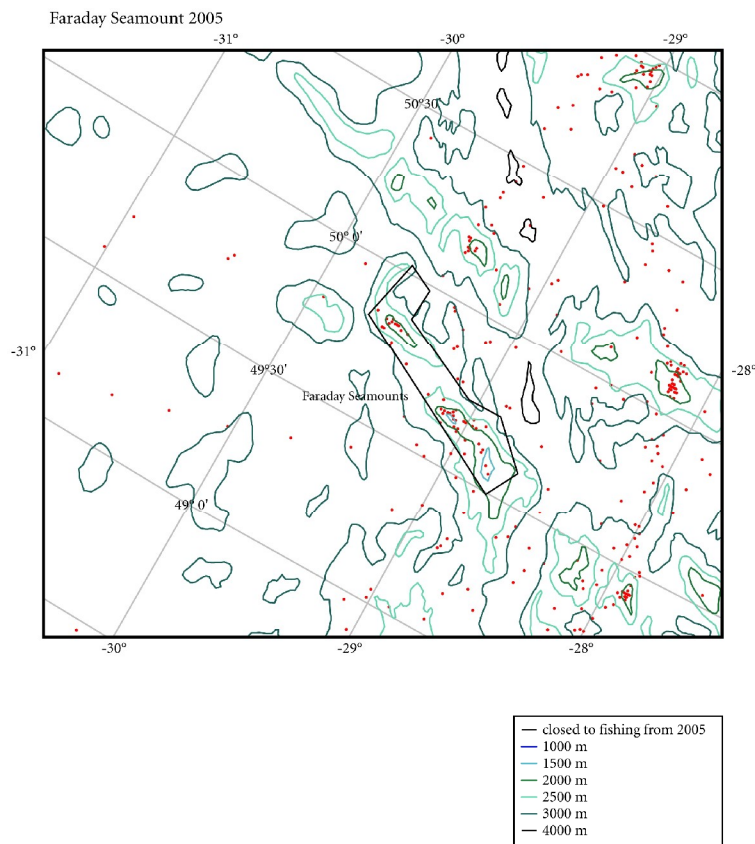 Faraday Seamount 2005
-31°
-30°
-29°
50°30'
50° 0'
-31°
49°30'
-28°
Faraday Seamounts
49° 0'
-30°
-29°
-28°
closed to fishing from 2005
1000 m
1500 m
2000 m
2500 m
3000 m
4000 m